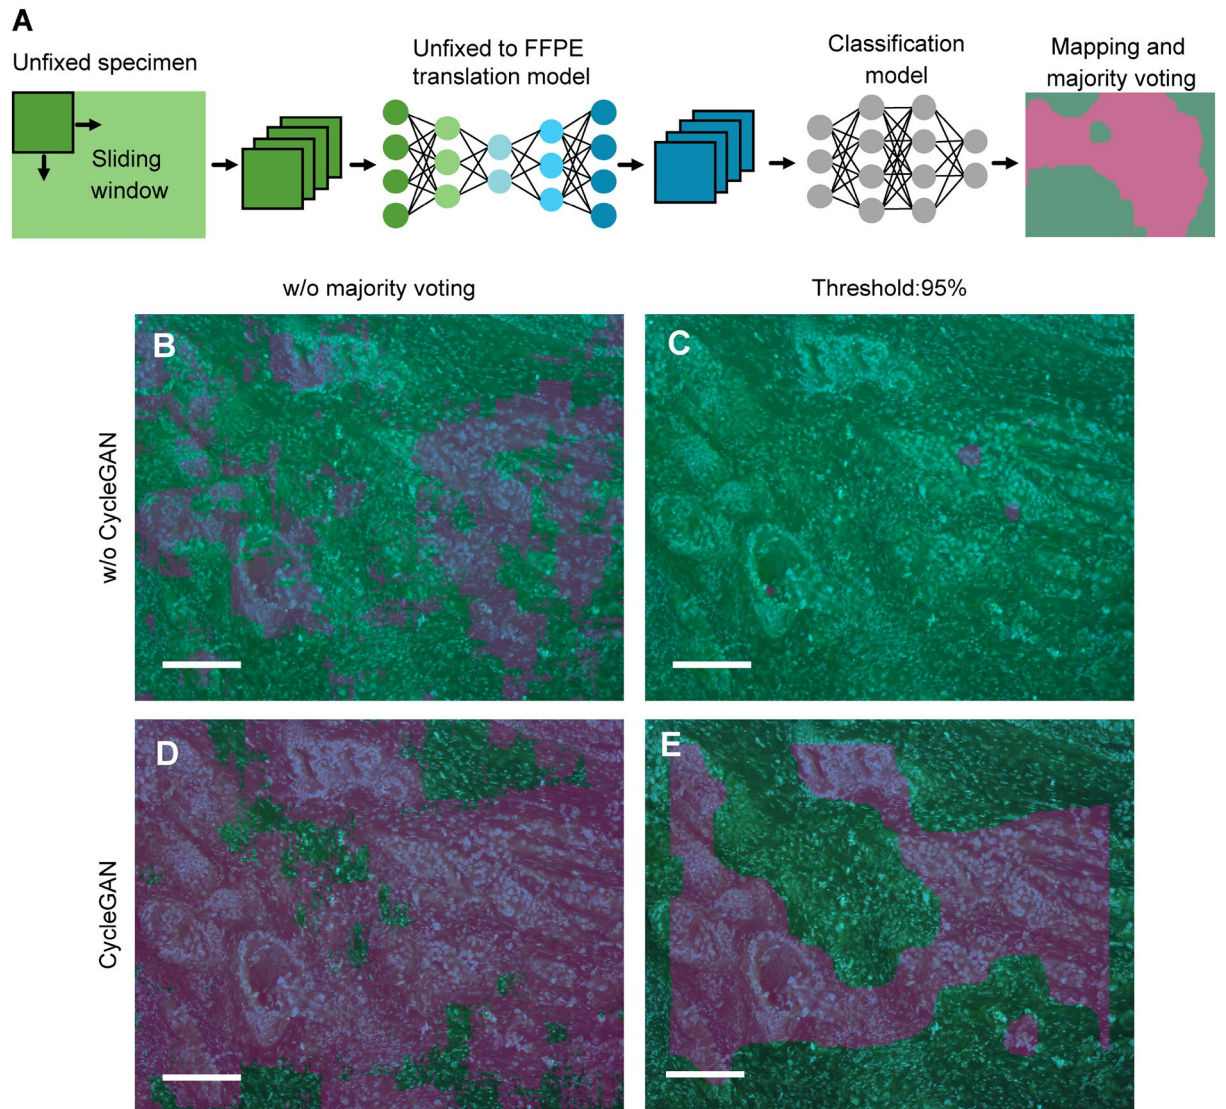 A
Unfixed specimen
Sliding
window
Unfixed to FFPE
translation model
Classification
model
Mapping and
majority voting
w/o majority voting
Threshold:95%
w/o CycleGAN
B
C
CycleGAN
D
E